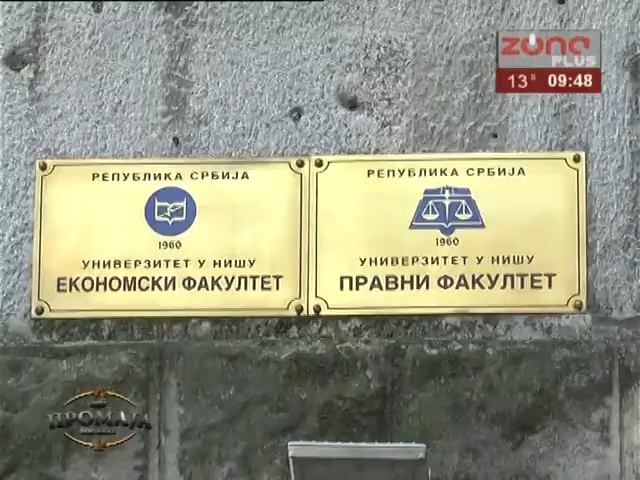 zona
PLUS
13° 09:48
РЕПУБЛИКА СРБИЈА
1960
УНИВЕРЗИТЕТ У НИШУ
ЕКОНОМСКИ ФАКУЛТЕТ
РЕПУБЛИКА СРБИЈА
1960
УНИВЕРЗИТЕТ У НИШУ
ПРАВНИ ФАКУЛТЕТ
ПРОМАЈА